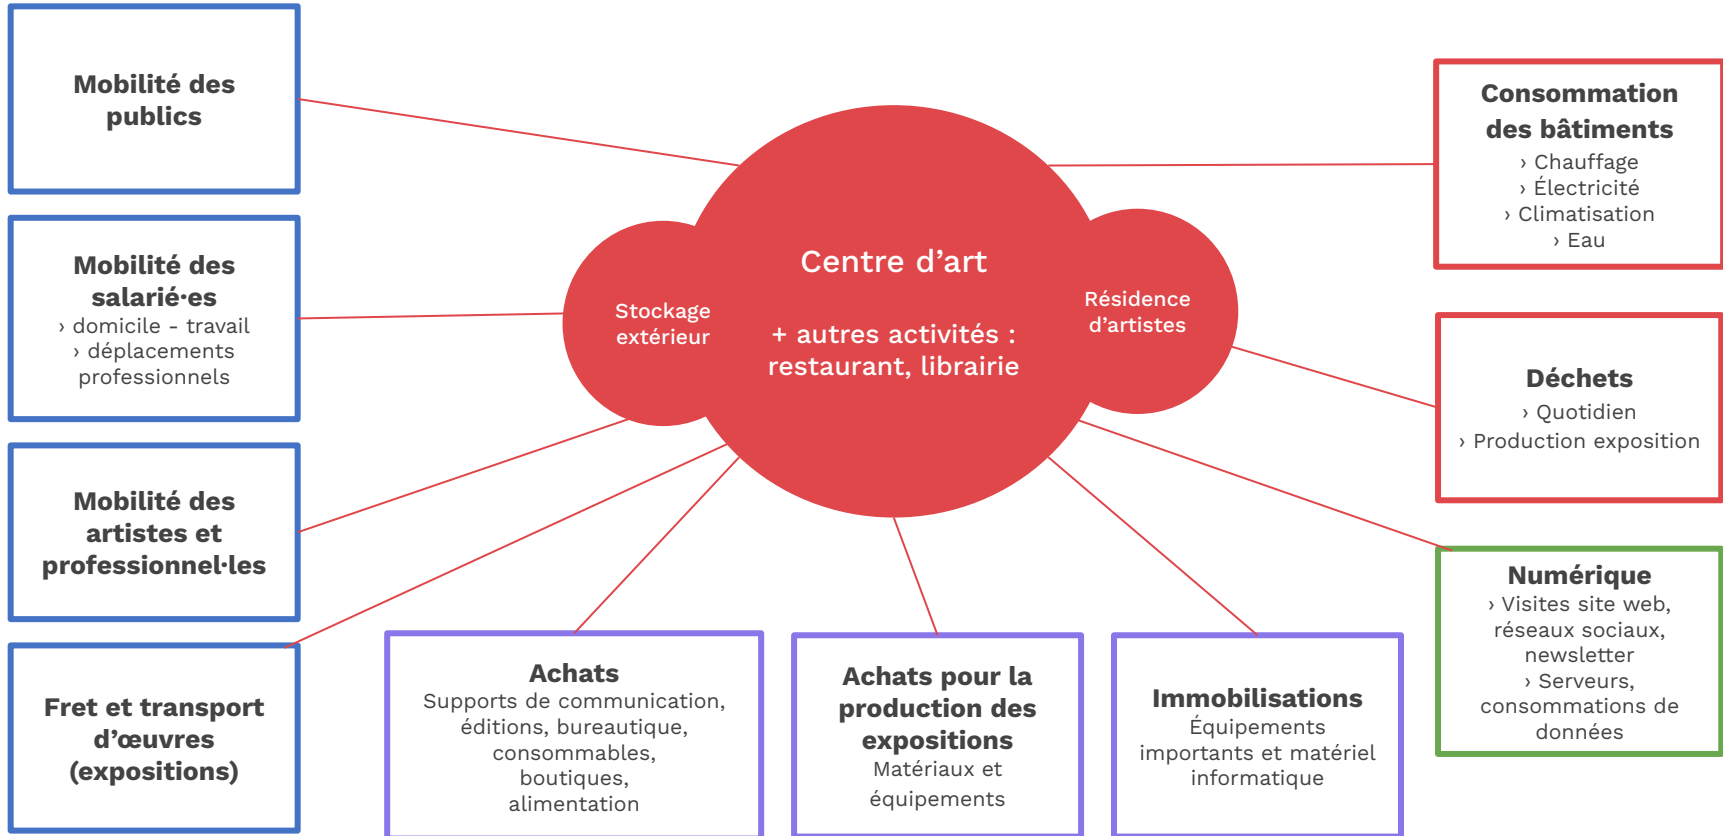 Mobilité des
publics
Mobilité des
salarié·es
› domicile - travail
› déplacements
professionnels
Mobilité des
artistes et
professionnel·les
Fret et transport
d’œuvres
(expositions)
Stockage
extérieur
Centre d’art
+ autres activités :
restaurant, librairie
Résidence
d’artistes
Achats
Supports de communication,
éditions, bureautique,
consommables,
boutiques,
alimentation
Achats pour la
production des
expositions
Matériaux et
équipements
Immobilisations
Équipements
importants et matériel
informatique
Consommation
des bâtiments
› Chauffage
› Électricité
› Climatisation
› Eau
Déchets
› Quotidien
› Production exposition
Numérique
› Visites site web,
réseaux sociaux,
newsletter
› Serveurs,
consommations de
données